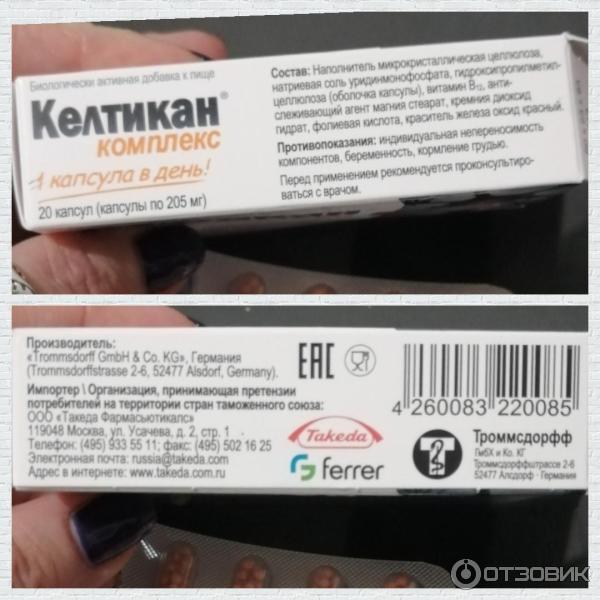 Биологически активная добавка к пище
Келтикан®
комплекс
1 капсула в день!
20 капсул (капсулы по 205 мг)
Состав: Наполнитель микрокристаллическая целлюлоза,
натриевая соль уридинмонофосфата, гидроксипропилметил-
целлюлоза (оболочка капсулы), витамин B₁₂, анти-
слеживающий агент магния стеарат, кремния диоксид
гидрат, фолиевая кислота, краситель железа оксид красный.
Противопоказания: индивидуальная непереносимость
компонентов, беременность, кормление грудью.
Перед применением рекомендуется проконсультиро-
ваться с врачом.
Производитель:
«Trommsdorff GmbH & Co. KG», Германия
(Trommsdorffstrasse 2-6, 52477 Alsdorf, Germany).
Импортер \ Организация, принимающая претензии
потребителей на территории стран таможенного союза:
ООО «Такеда Фармасьютикалс»
119048 Москва, ул. Усачева, д. 2, стр. 1
Телефон: (495) 933 55 11; факс: (495) 502 16 25
Электронная почта: russia@takeda.com
Адрес в интернете: www.takeda.com.ru
EAC
Takeda
ferrer
4 260083 220085
Троммсдорфф
ГмбХ и Ко. КГ
Троммсдорффштрассе 2-6
52477 Алсдорф · Германия
ОТЗОВИК